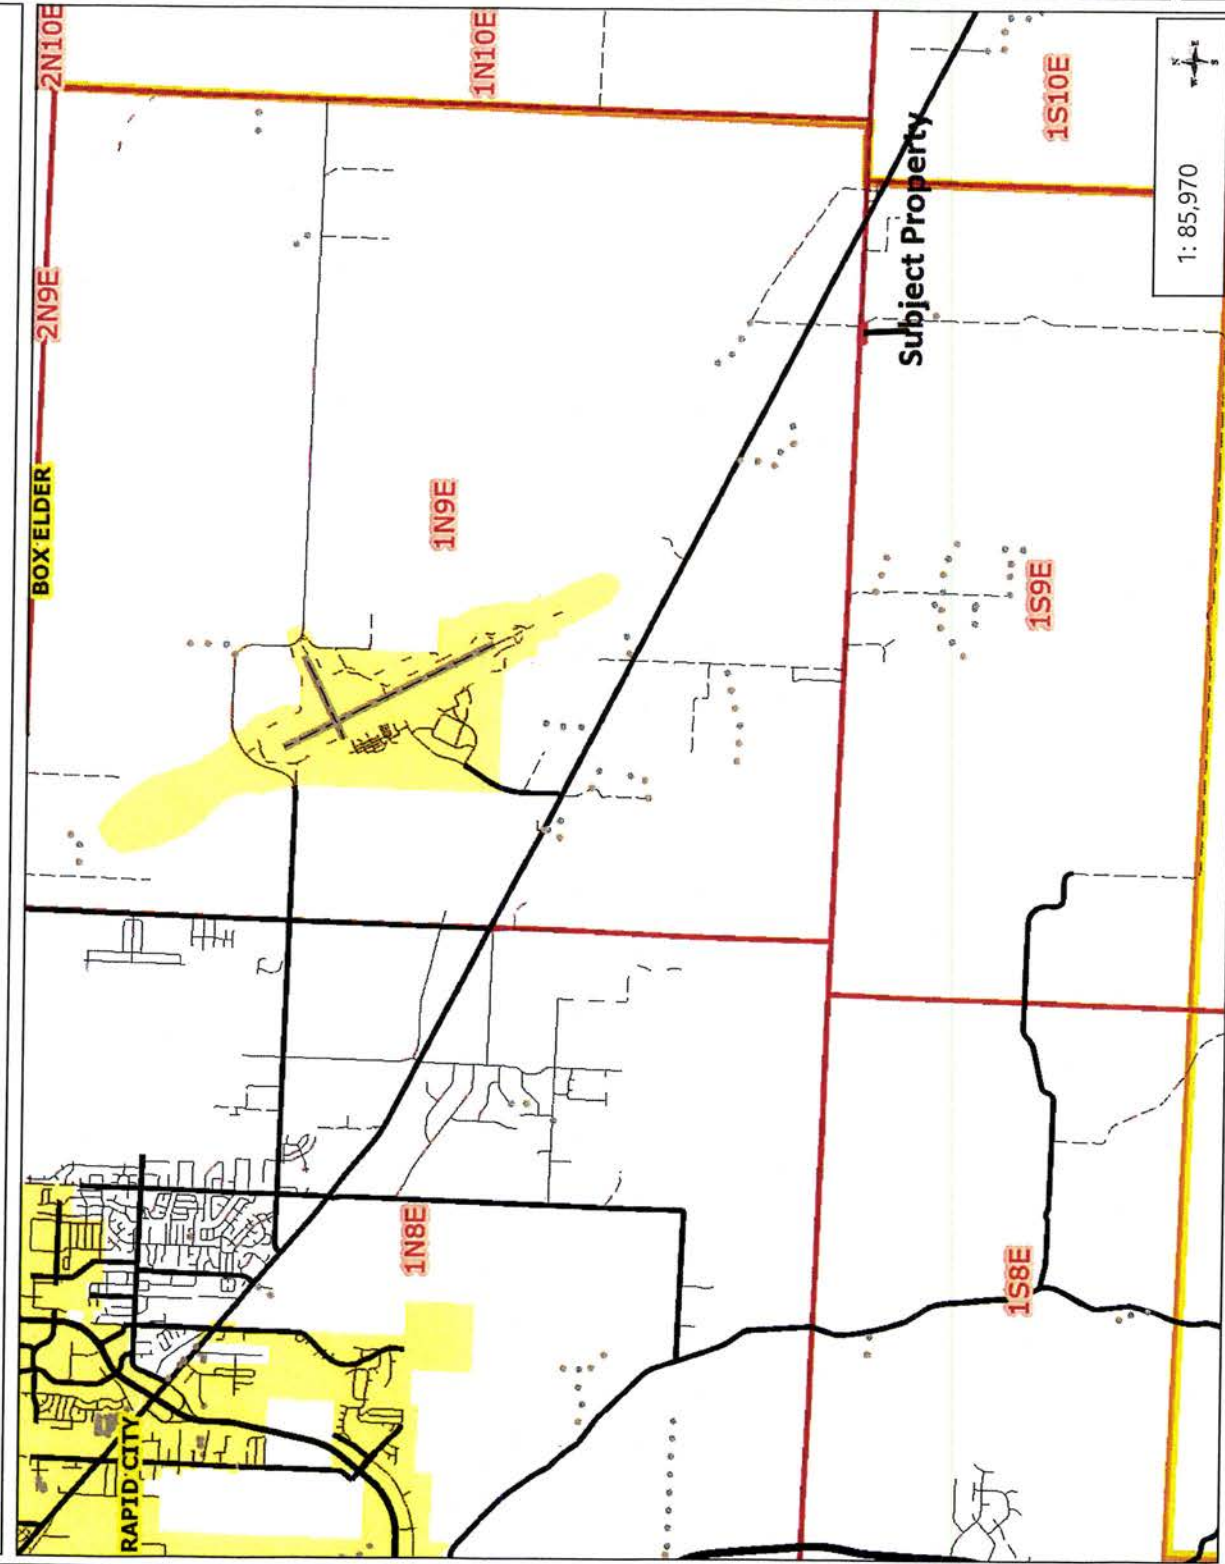 BOX ELDER
2N9E
2N10E
RAPID CITY
1N8E
1N9E
1N10E
Subject Property
1S8E
1S9E
1S10E
N
W E
S
1: 85,970